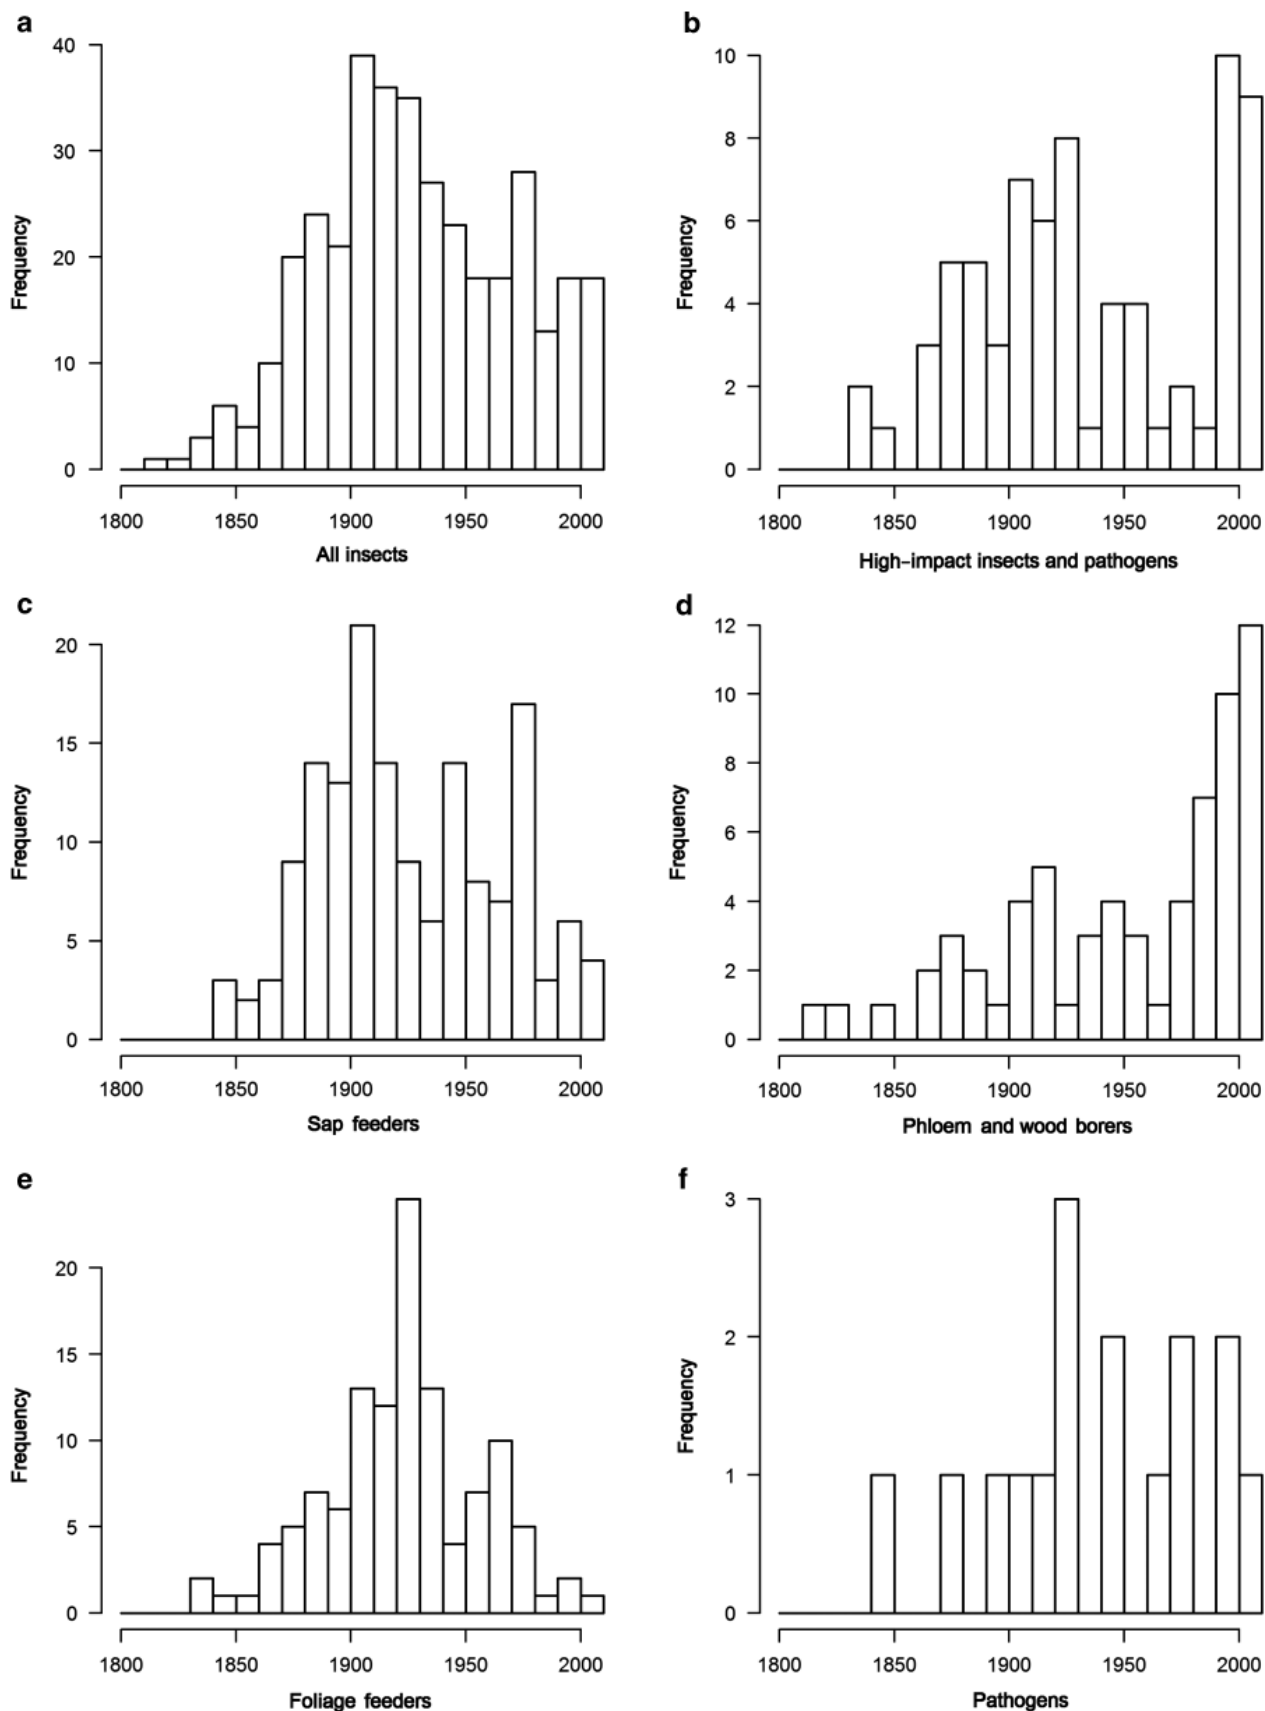 a
40
30
20
10
0
Frequency
1800 1850 1900 1950 2000
All insects
b
10
8
6
4
2
0
Frequency
1800 1850 1900 1950 2000
High-impact insects and pathogens
c
20
15
10
5
0
Frequency
1800 1850 1900 1950 2000
Sap feeders
d
12
10
8
6
4
2
0
Frequency
1800 1850 1900 1950 2000
Phloem and wood borers
e
20
15
10
5
0
Frequency
1800 1850 1900 1950 2000
Foliage feeders
f
3
2
1
0
Frequency
1800 1850 1900 1950 2000
Pathogens